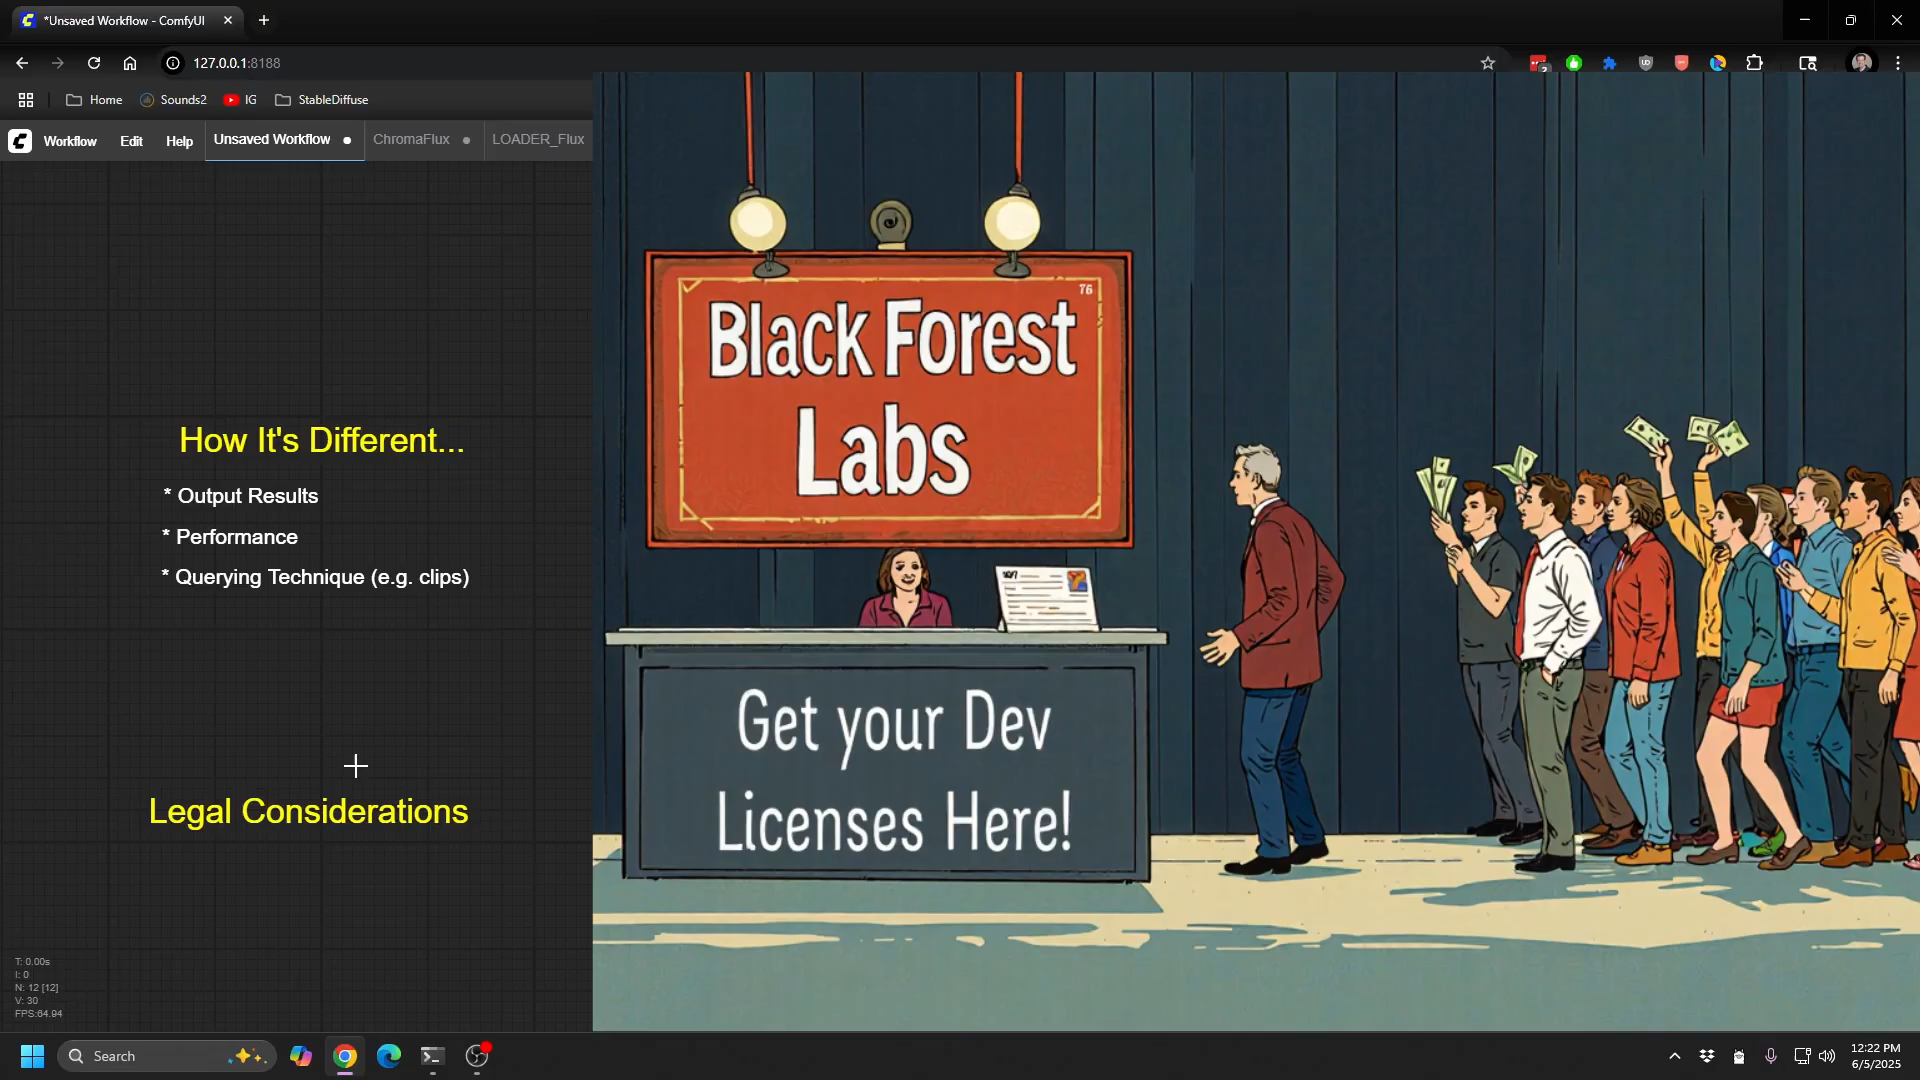 *Unsaved Workflow - ComfyUI
127.0.0.1:8188
Home
Sounds2
IG
StableDiffuse
Workflow
Edit
Help
Unsaved Workflow
ChromaFlux
LOADER_Flux
How It's Different...
* Output Results
* Performance
* Querying Technique (e.g. clips)
Legal Considerations
T: 0.00s
I: 0
N: 12 [12]
V: 30
FPS:64.94
76
Black Forest
Labs
Get your Dev
Licenses Here!
Search
12:22 PM
6/5/2025